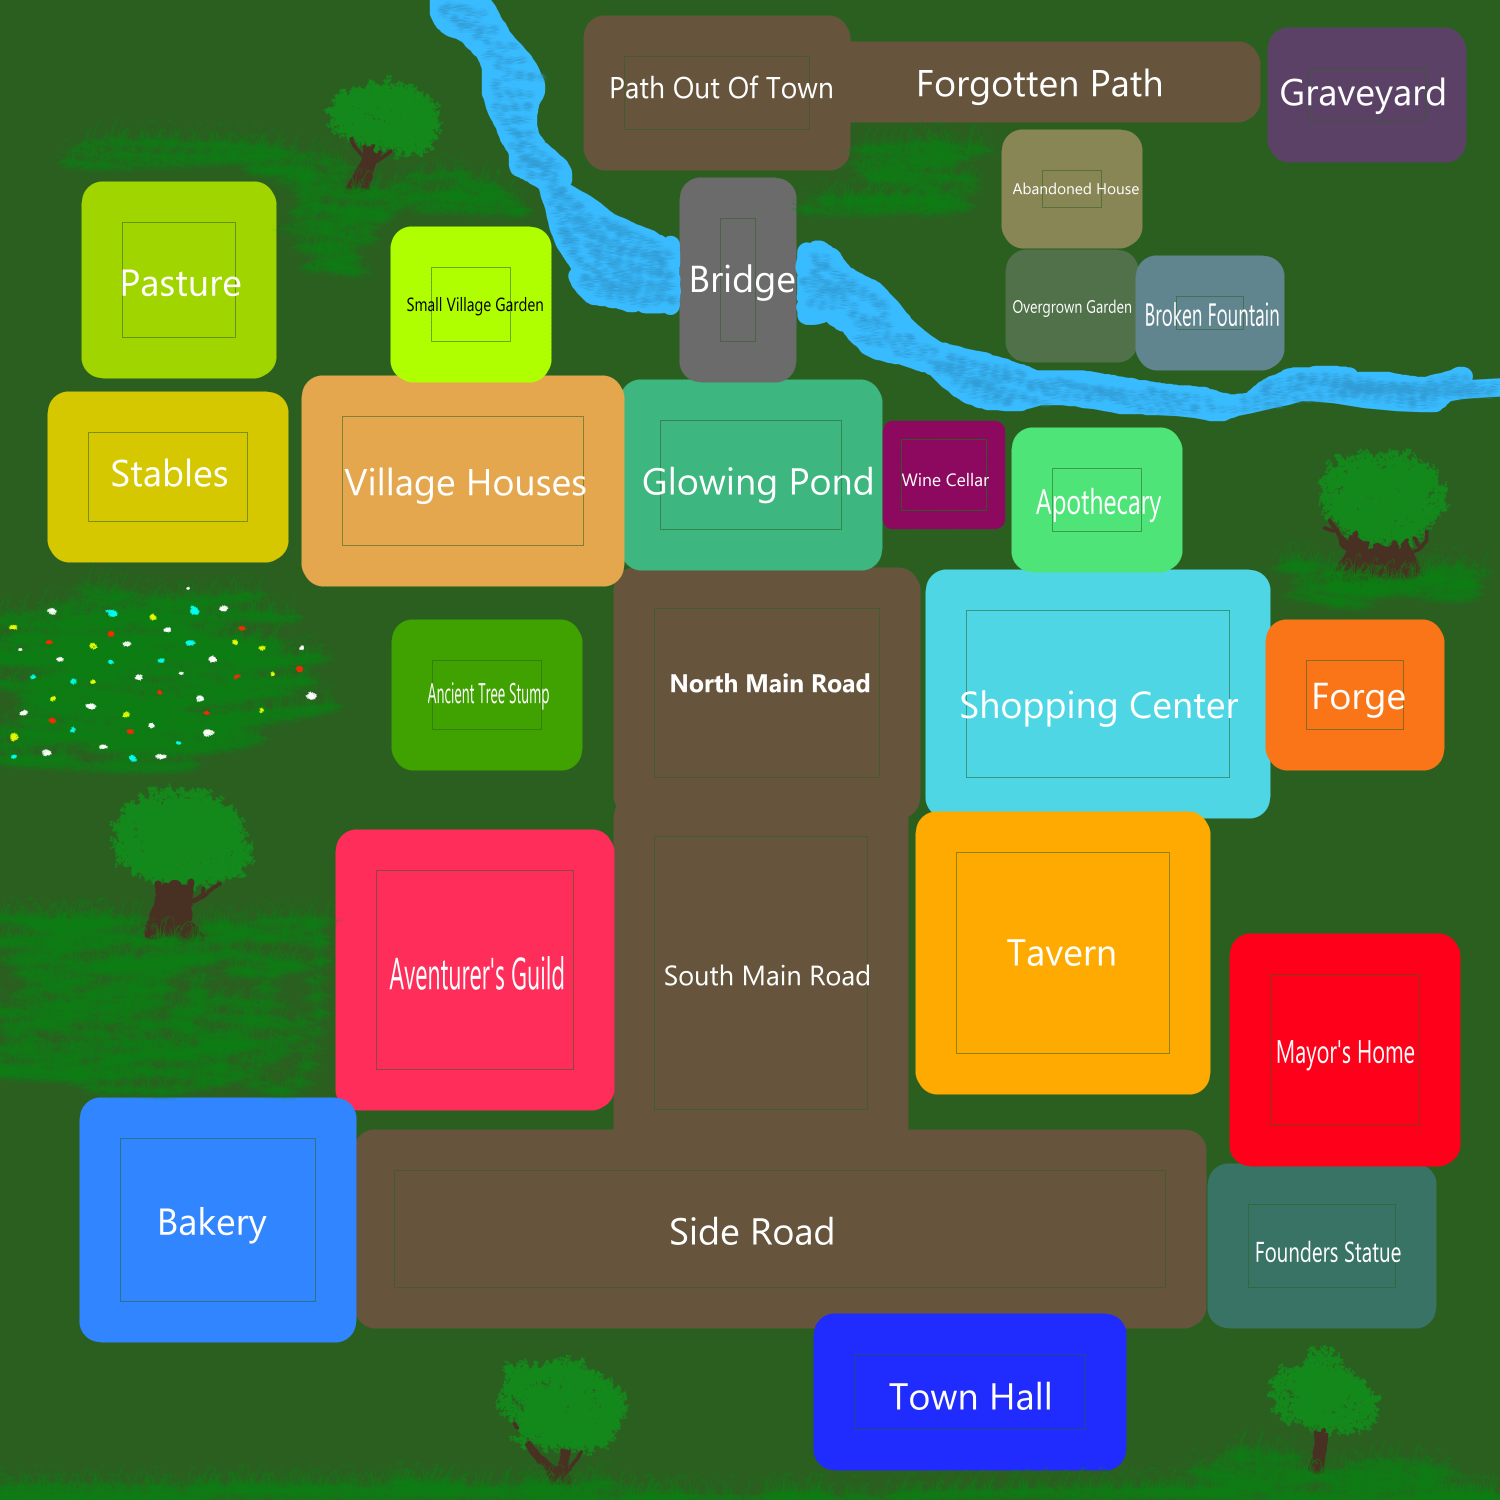 Path Out Of Town
Forgotten Path
Graveyard
Abandoned House
Pasture
Small Village Garden
Bridge
Overgrown Garden
Broken Fountain
Stables
Village Houses
Glowing Pond
Wine Cellar
Apothecary
Ancient Tree Stump
North Main Road
Shopping Center
Forge
Aventurer's Guild
South Main Road
Tavern
Mayor's Home
Bakery
Side Road
Founders Statue
Town Hall